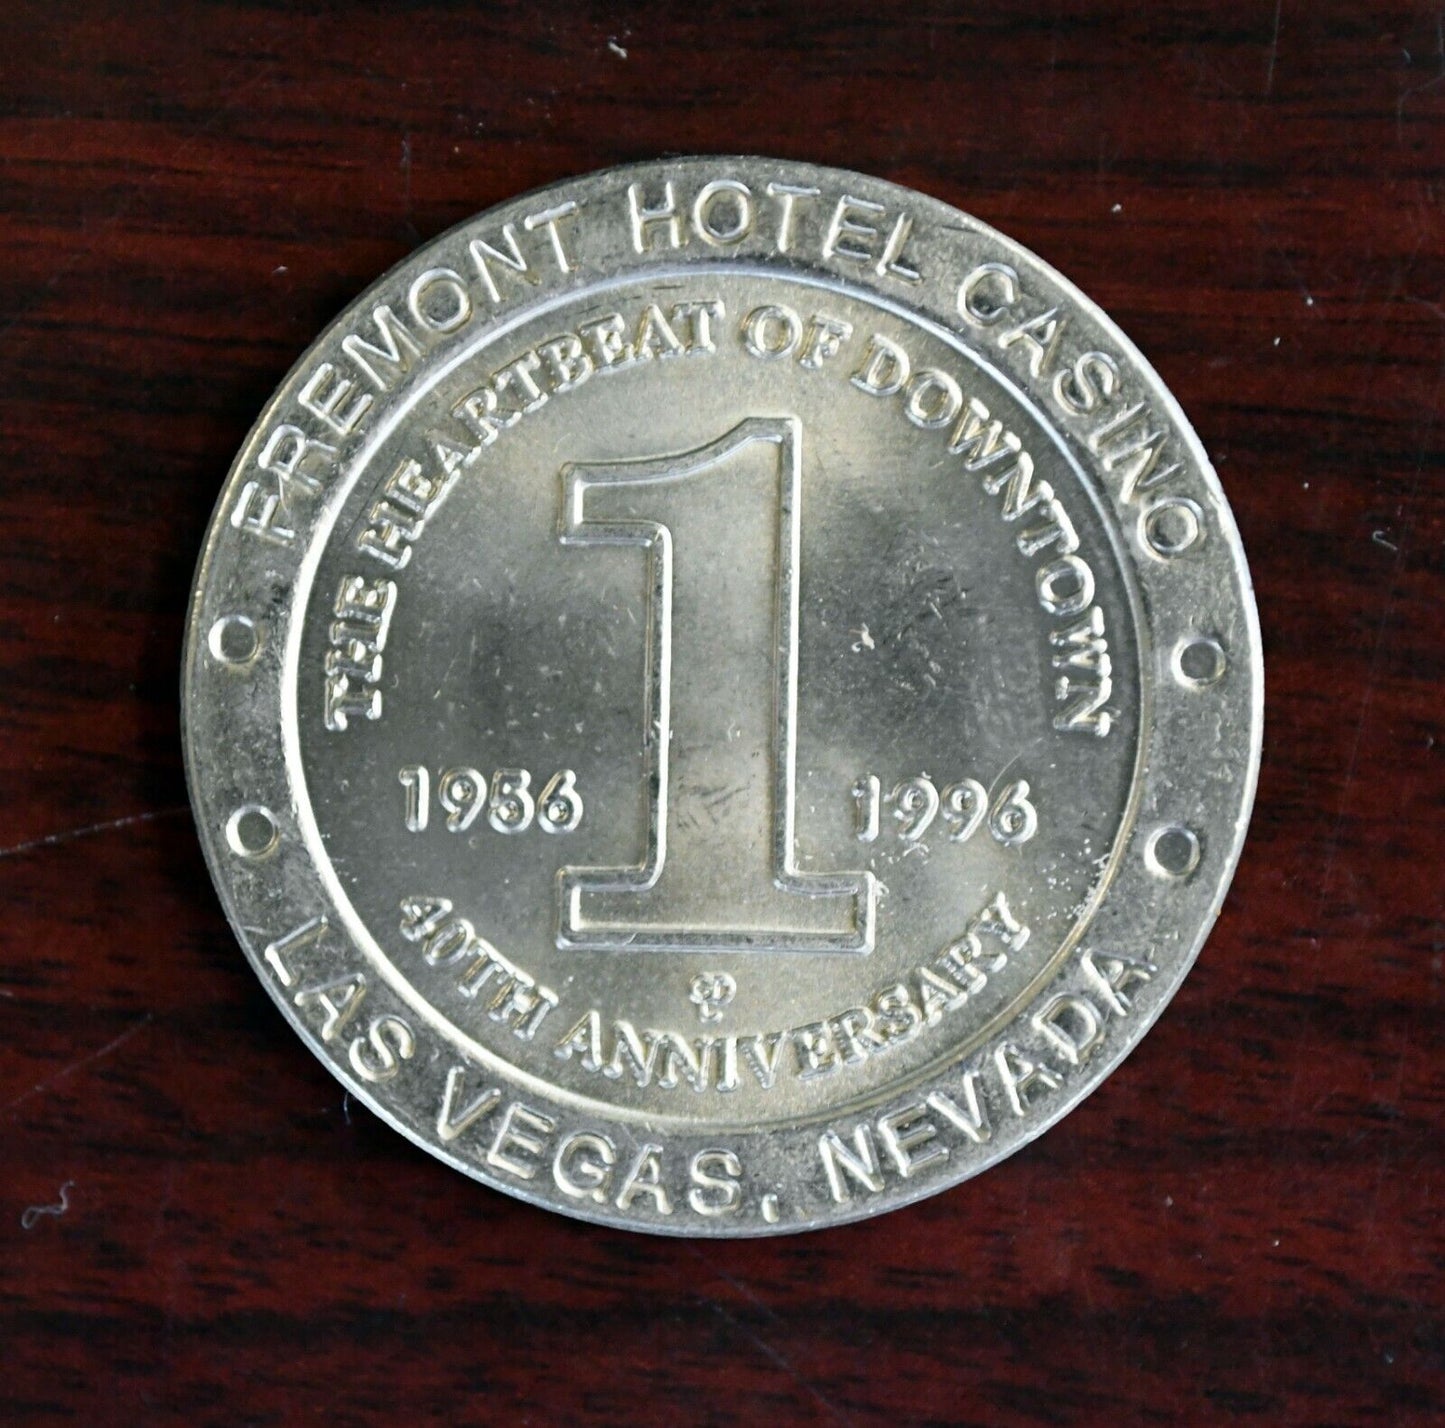 FREMONT HOTEL CASINO
THE HEARTBEAT OF DOWNTOWN
1
1956 1996
40TH ANNIVERSARY
LAS VEGAS, NEVADA